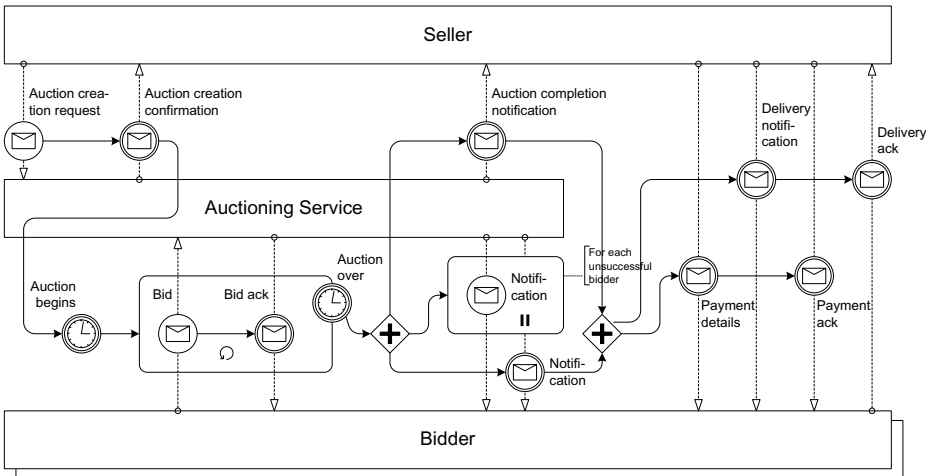 Seller
Auction crea-
tion request
Auction creation
confirmation
Auction completion
notification
Delivery
notifi-
cation
Delivery
ack
Auctioning Service
Auction
begins
Bid
Bid ack
Auction
over
Notifi-
cation
For each
unsuccessful
bidder
Payment
details
Payment
ack
Notifi-
cation
Bidder